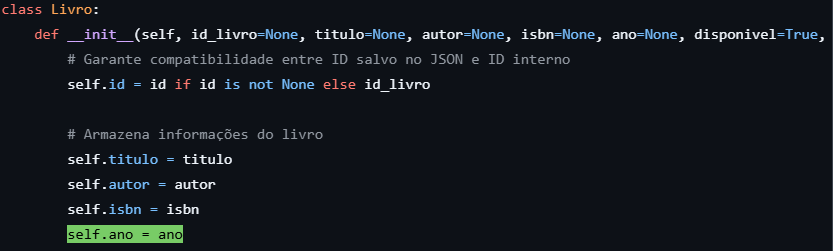 class Livro:
    def __init__(self, id_livro=None, titulo=None, autor=None, isbn=None, ano=None, disponivel=True,
        # Garante compatibilidade entre ID salvo no JSON e ID interno
        self.id = id if id is not None else id_livro
        # Armazena informações do livro
        self.titulo = titulo
        self.autor = autor
        self.isbn = isbn
        self.ano = ano